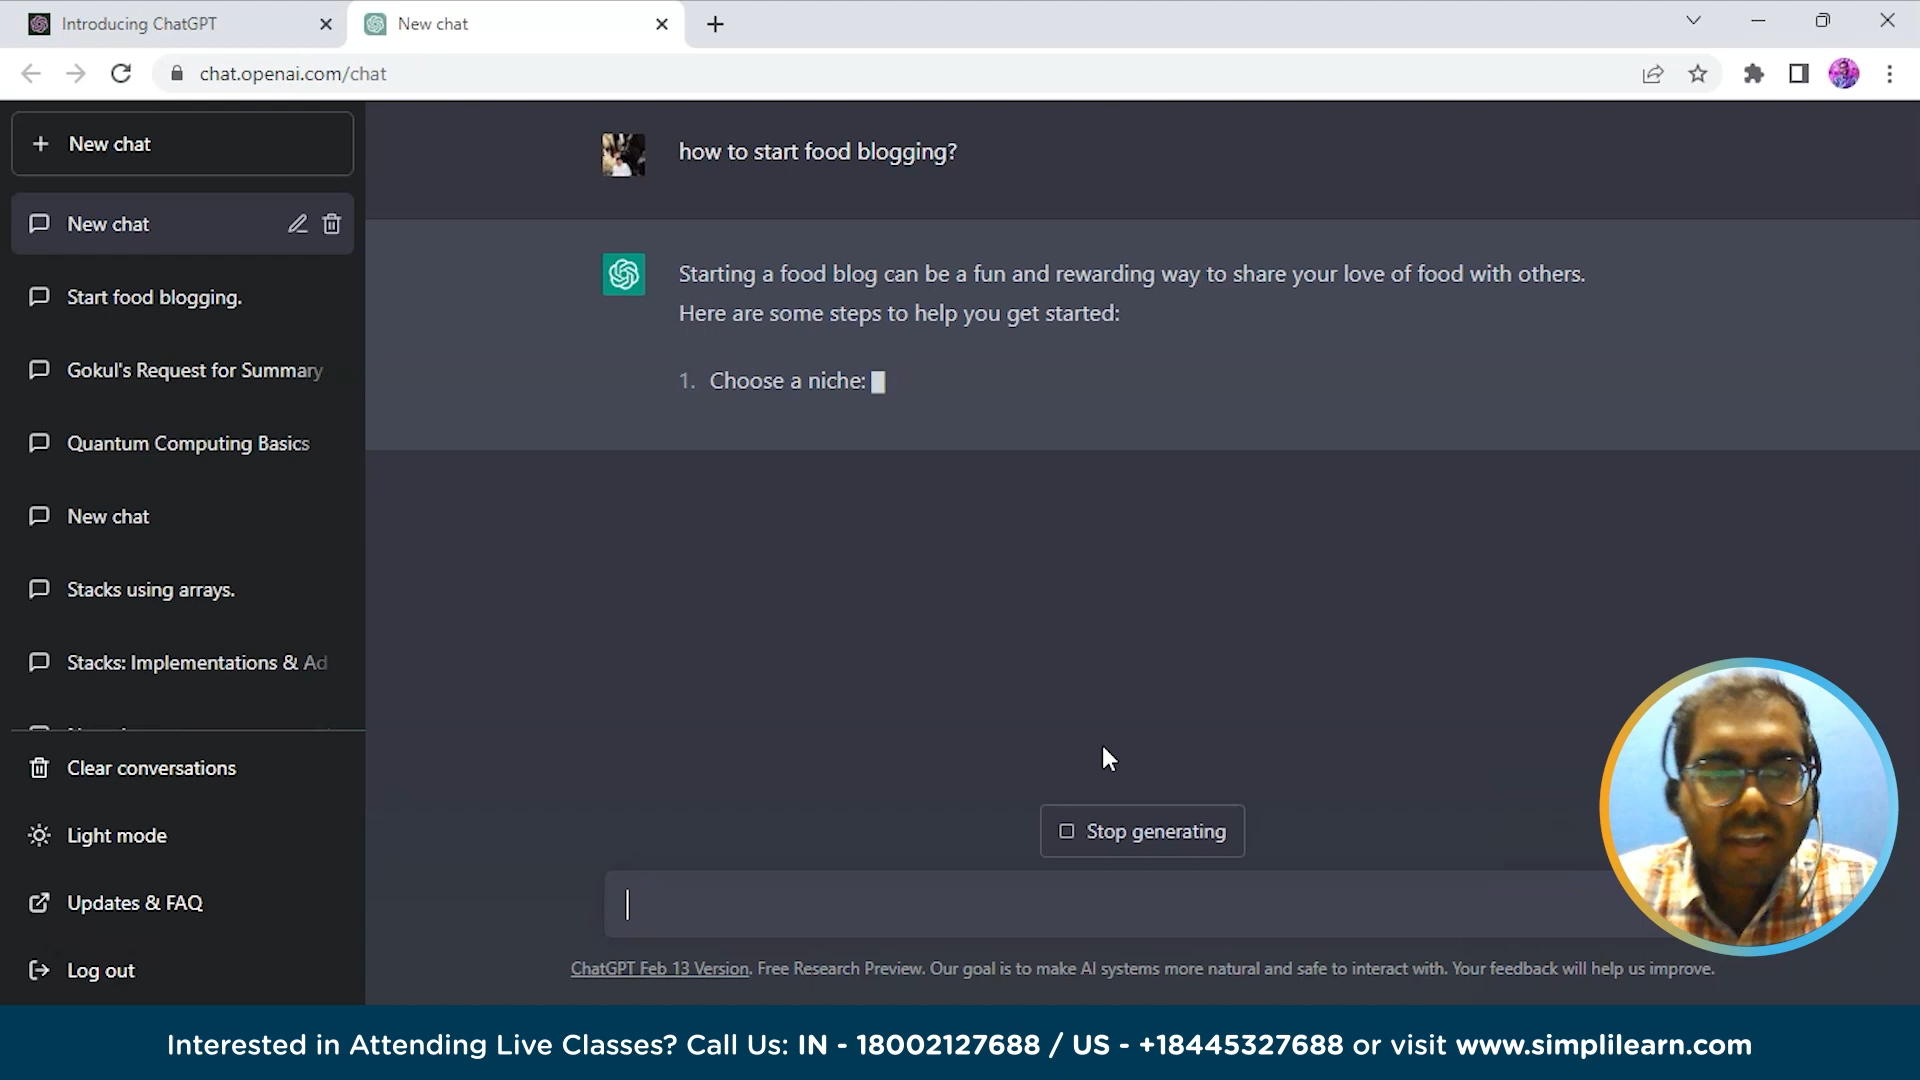 Introducing ChatGPT
New chat
chat.openai.com/chat
New chat
New chat
Start food blogging.
Gokul's Request for Summary
Quantum Computing Basics
New chat
Stacks using arrays.
Stacks: Implementations & Ad
Clear conversations
Light mode
Updates & FAQ
Log out
how to start food blogging?
Starting a food blog can be a fun and rewarding way to share your love of food with others.
Here are some steps to help you get started:
1. Choose a niche:
Stop generating
ChatGPT Feb 13 Version. Free Research Preview. Our goal is to make AI systems more natural and safe to interact with. Your feedback will help us improve.
Interested in Attending Live Classes? Call Us: IN - 18002127688 / US - +18445327688 or visit www.simplilearn.com